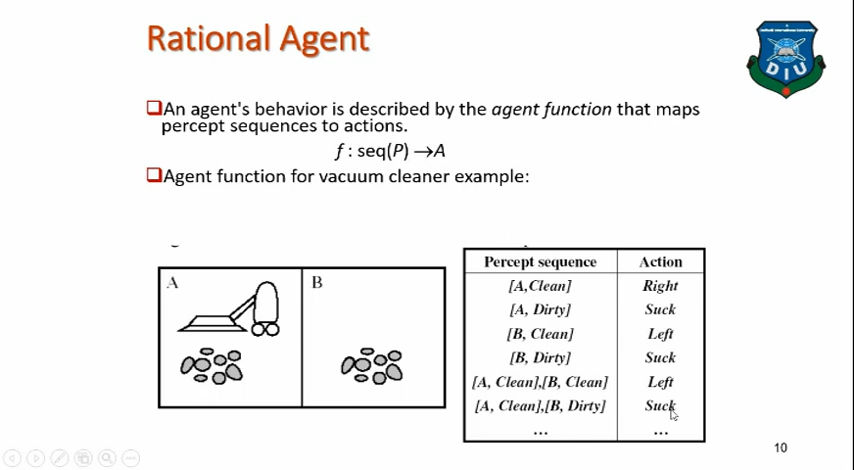 Rational Agent
DIU
❑An agent's behavior is described by the agent function that maps
percept sequences to actions.
f : seq(P) →A
❑Agent function for vacuum cleaner example:
A
B
Percept sequence Action
[A,Clean] Right
[A, Dirty] Suck
[B, Clean] Left
[B, Dirty] Suck
[A, Clean],[B, Clean] Left
[A, Clean],[B, Dirty] Suck
... ...
10